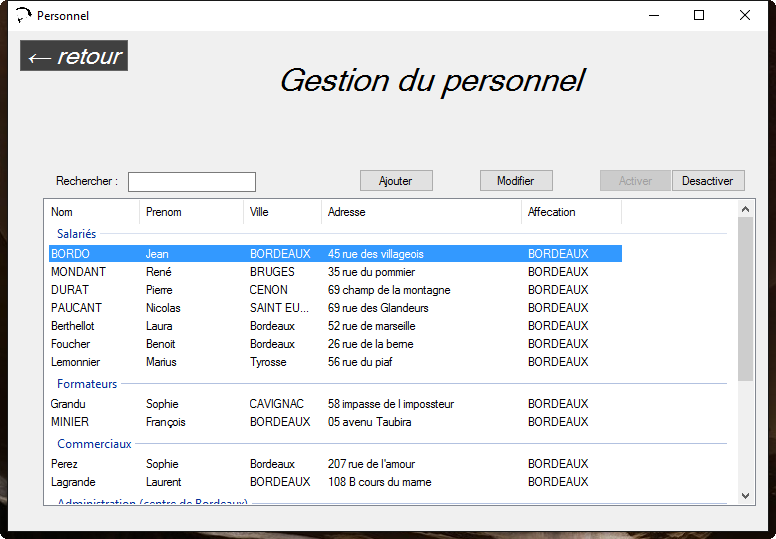 Personnel
← retour
Gestion du personnel
Rechercher : Ajouter Modifier Activer Desactiver
Nom Prenom Ville Adresse Affecation
Salariés
BORDO Jean BORDEAUX 45 rue des villageois BORDEAUX
MONDANT René BRUGES 35 rue du pommier BORDEAUX
DURAT Pierre CENON 69 champ de la montagne BORDEAUX
PAUCANT Nicolas SAINT EU... 69 rue des Glandeurs BORDEAUX
Berthellot Laura Bordeaux 52 rue de marseille BORDEAUX
Foucher Benoit Bordeaux 26 rue de la berne BORDEAUX
Lemonnier Marius Tyrosse 56 rue du piaf BORDEAUX
Formateurs
Grandu Sophie CAVIGNAC 58 impasse de l impossteur BORDEAUX
MINIER François BORDEAUX 05 avenu Taubira BORDEAUX
Commerciaux
Perez Sophie Bordeaux 207 rue de l'amour BORDEAUX
Lagrande Laurent BORDEAUX 108 B cours du marne BORDEAUX
Administration (centre de Bordeaux)